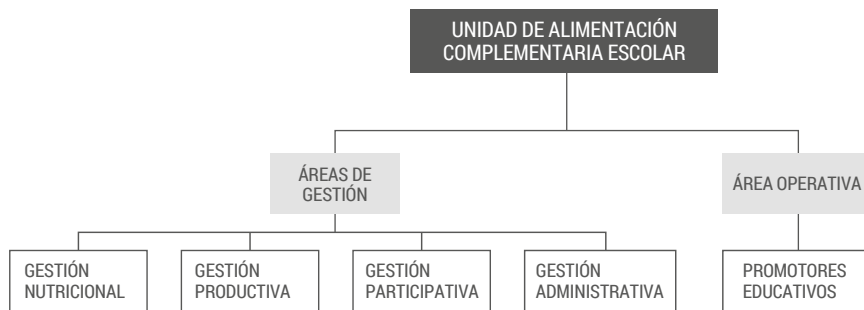 UNIDAD DE ALIMENTACIÓN
COMPLEMENTARIA ESCOLAR
ÁREAS DE
GESTIÓN
ÁREA OPERATIVA
GESTIÓN
NUTRICIONAL
GESTIÓN
PRODUCTIVA
GESTIÓN
PARTICIPATIVA
GESTIÓN
ADMINISTRATIVA
PROMOTORES
EDUCATIVOS